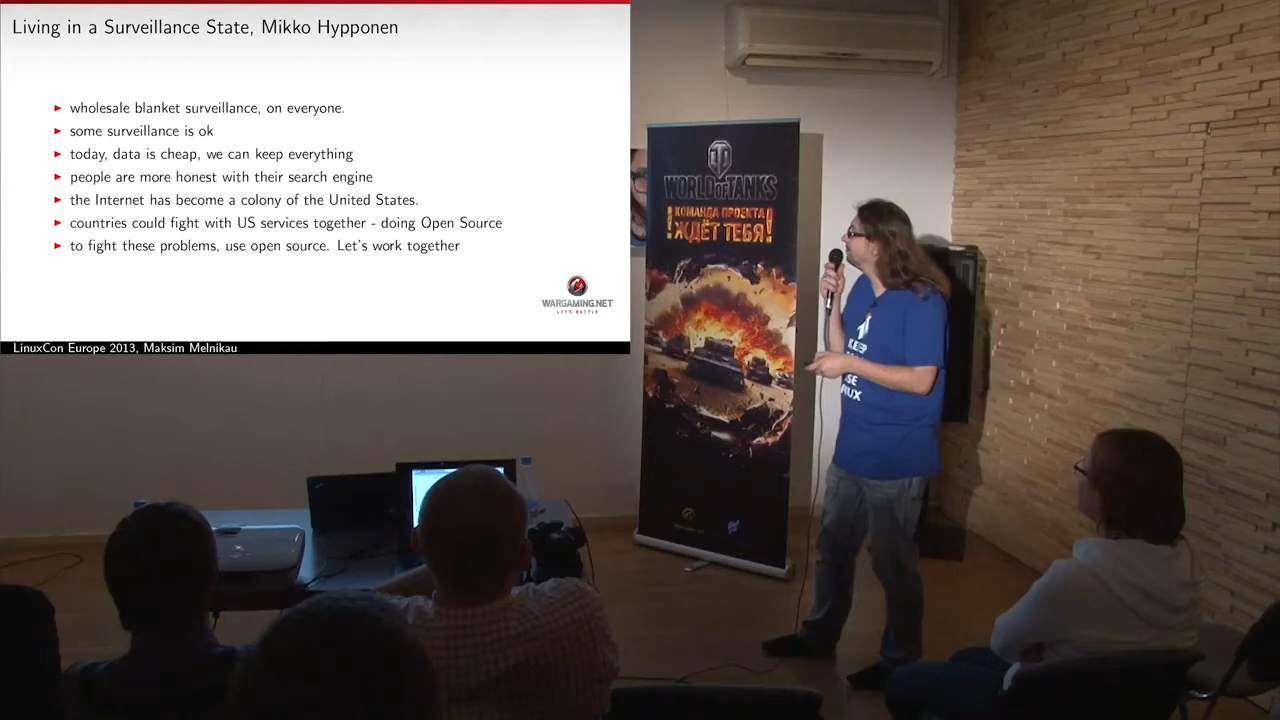 Living in a Surveillance State, Mikko Hypponen
wholesale blanket surveillance, on everyone.
some surveillance is ok
today, data is cheap, we can keep everything
people are more honest with their search engine
the Internet has become a colony of the United States.
countries could fight with US services together - doing Open Source
to fight these problems, use open source. Let's work together
WARGAMING.NET
LET'S BATTLE
LinuxCon Europe 2013, Maksim Melnikau
WORLD OF TANKS
КОМАНДА ПРОЕКТА
ЖДЁТ ТЕБЯ!
KEEP